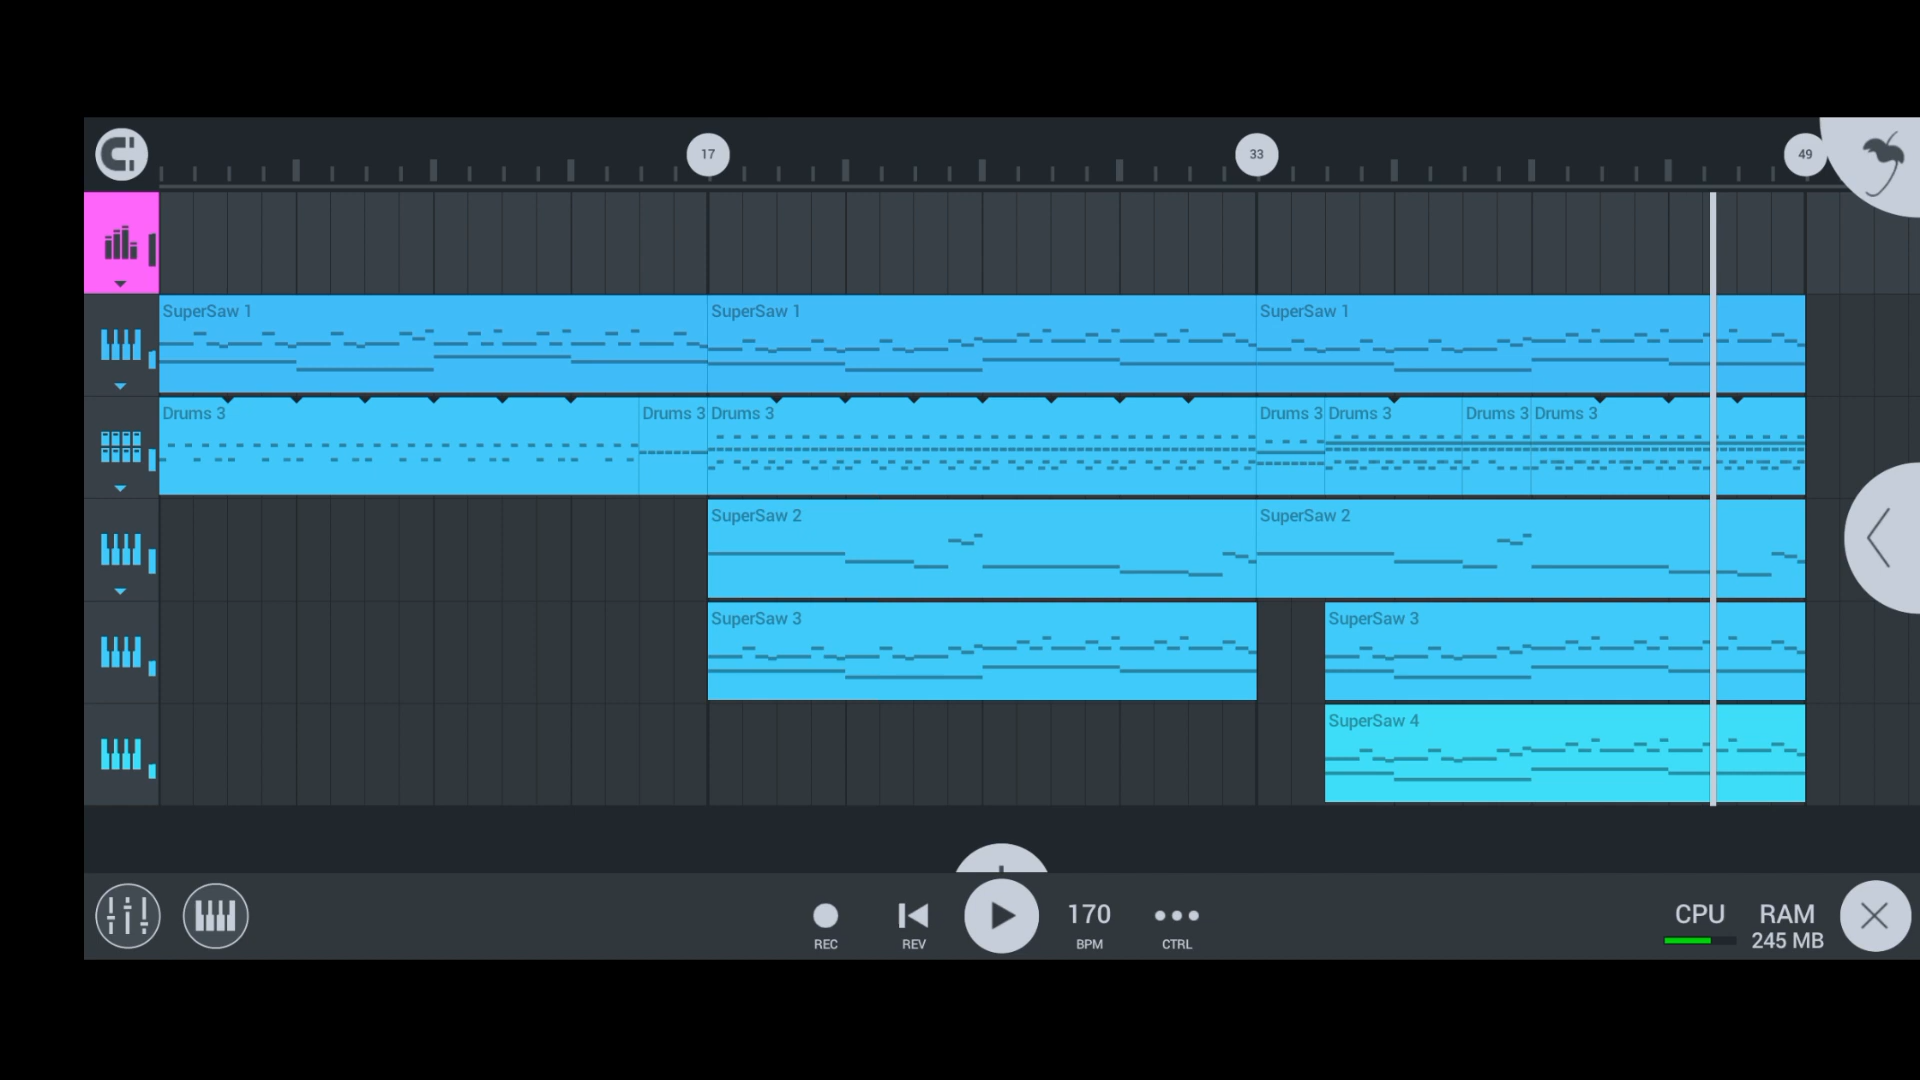 17
33
49
SuperSaw 1
SuperSaw 1
SuperSaw 1
Drums 3
Drums 3
Drums 3
Drums 3
Drums 3
Drums 3
Drums 3
SuperSaw 2
SuperSaw 2
SuperSaw 3
SuperSaw 3
SuperSaw 4
REC
REV
170
BPM
CTRL
CPU
RAM
245 MB